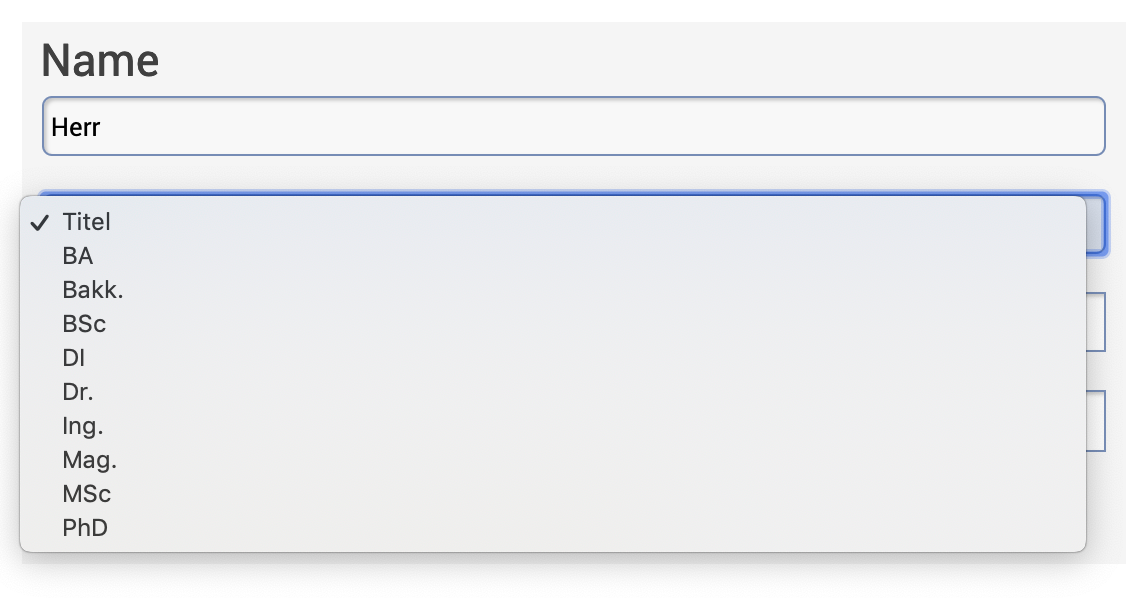 Name
Herr
✓ Titel
BA
Bakk.
BSc
DI
Dr.
Ing.
Mag.
MSc
PhD